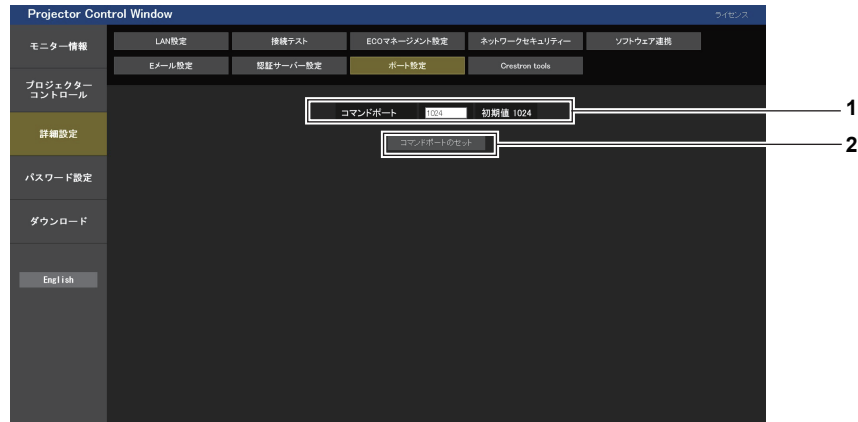 Projector Control Window
ライセンス
モニター情報
プロジェクター
コントロール
詳細設定
パスワード設定
ダウンロード
English
LAN設定
接続テスト
ECOマネージメント設定
ネットワークセキュリティー
ソフトウェア連携
Eメール設定
認証サーバー設定
ポート設定
Crestron tools
コマンドポート 1024 初期値 1024
1
コマンドポートのセット
2